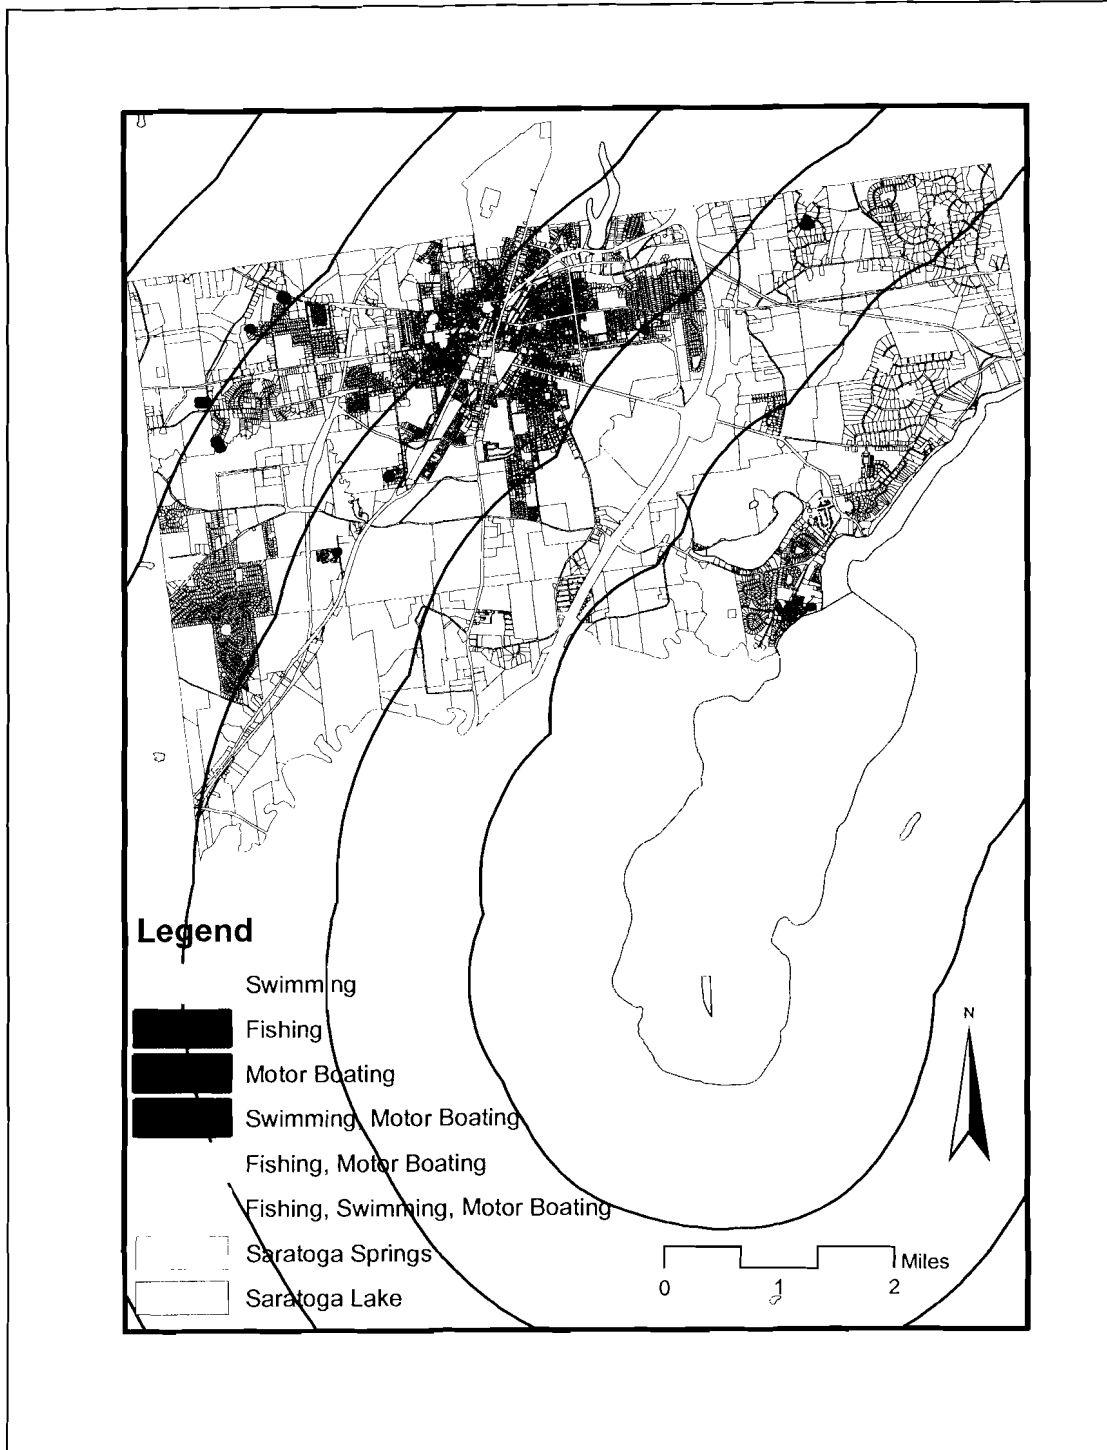 Legend
Swimming
Fishing
Motor Boating
Swimming, Motor Boating
Fishing, Motor Boating
Fishing, Swimming, Motor Boating
Saratoga Springs
Saratoga Lake
N
Miles
0 1 2